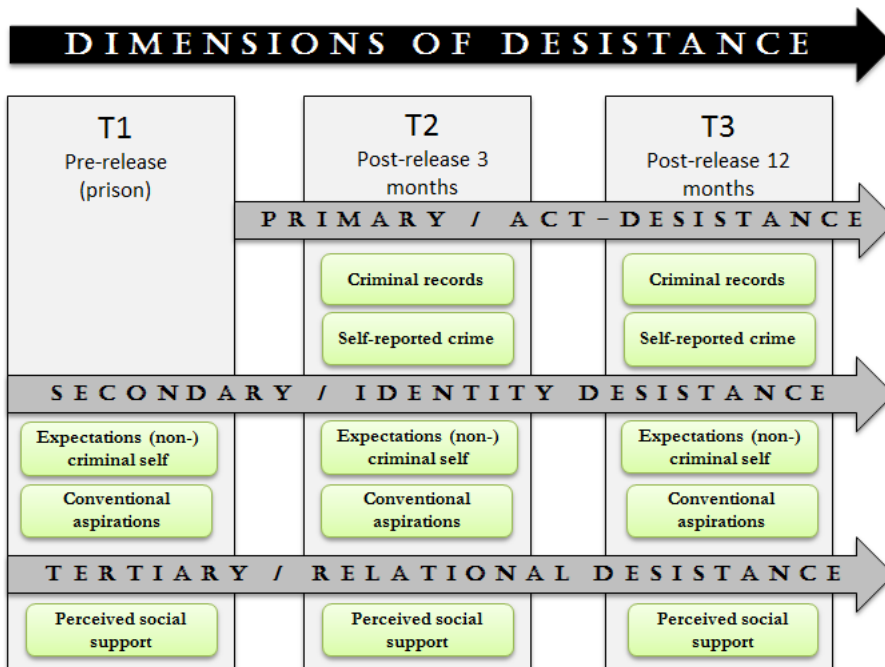 DIMENSIONS OF DESISTANCE
T1
Pre-release
(prison)
T2
Post-release 3
months
T3
Post-release 12
months
PRIMARY / ACT-DESISTANCE
Criminal records
Criminal records
Self-reported crime
Self-reported crime
SECONDARY / IDENTITY DESISTANCE
Expectations (non-)
criminal self
Expectations (non-)
criminal self
Expectations (non-)
criminal self
Conventional
aspirations
Conventional
aspirations
Conventional
aspirations
TERTIARY / RELATIONAL DESISTANCE
Perceived social
support
Perceived social
support
Perceived social
support